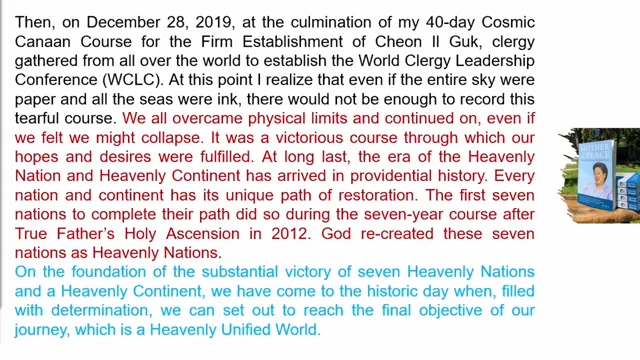 Then, on December 28, 2019, at the culmination of my 40-day Cosmic
Canaan Course for the Firm Establishment of Cheon Il Guk, clergy
gathered from all over the world to establish the World Clergy Leadership
Conference (WCLC). At this point I realize that even if the entire sky were
paper and all the seas were ink, there would not be enough to record this
tearful course. We all overcame physical limits and continued on, even if
we felt we might collapse. It was a victorious course through which our
hopes and desires were fulfilled. At long last, the era of the Heavenly
Nation and Heavenly Continent has arrived in providential history. Every
nation and continent has its unique path of restoration. The first seven
nations to complete their path did so during the seven-year course after
True Father's Holy Ascension in 2012. God re-created these seven
nations as Heavenly Nations.
On the foundation of the substantial victory of seven Heavenly Nations
and a Heavenly Continent, we have come to the historic day when, filled
with determination, we can set out to reach the final objective of our
journey, which is a Heavenly Unified World.